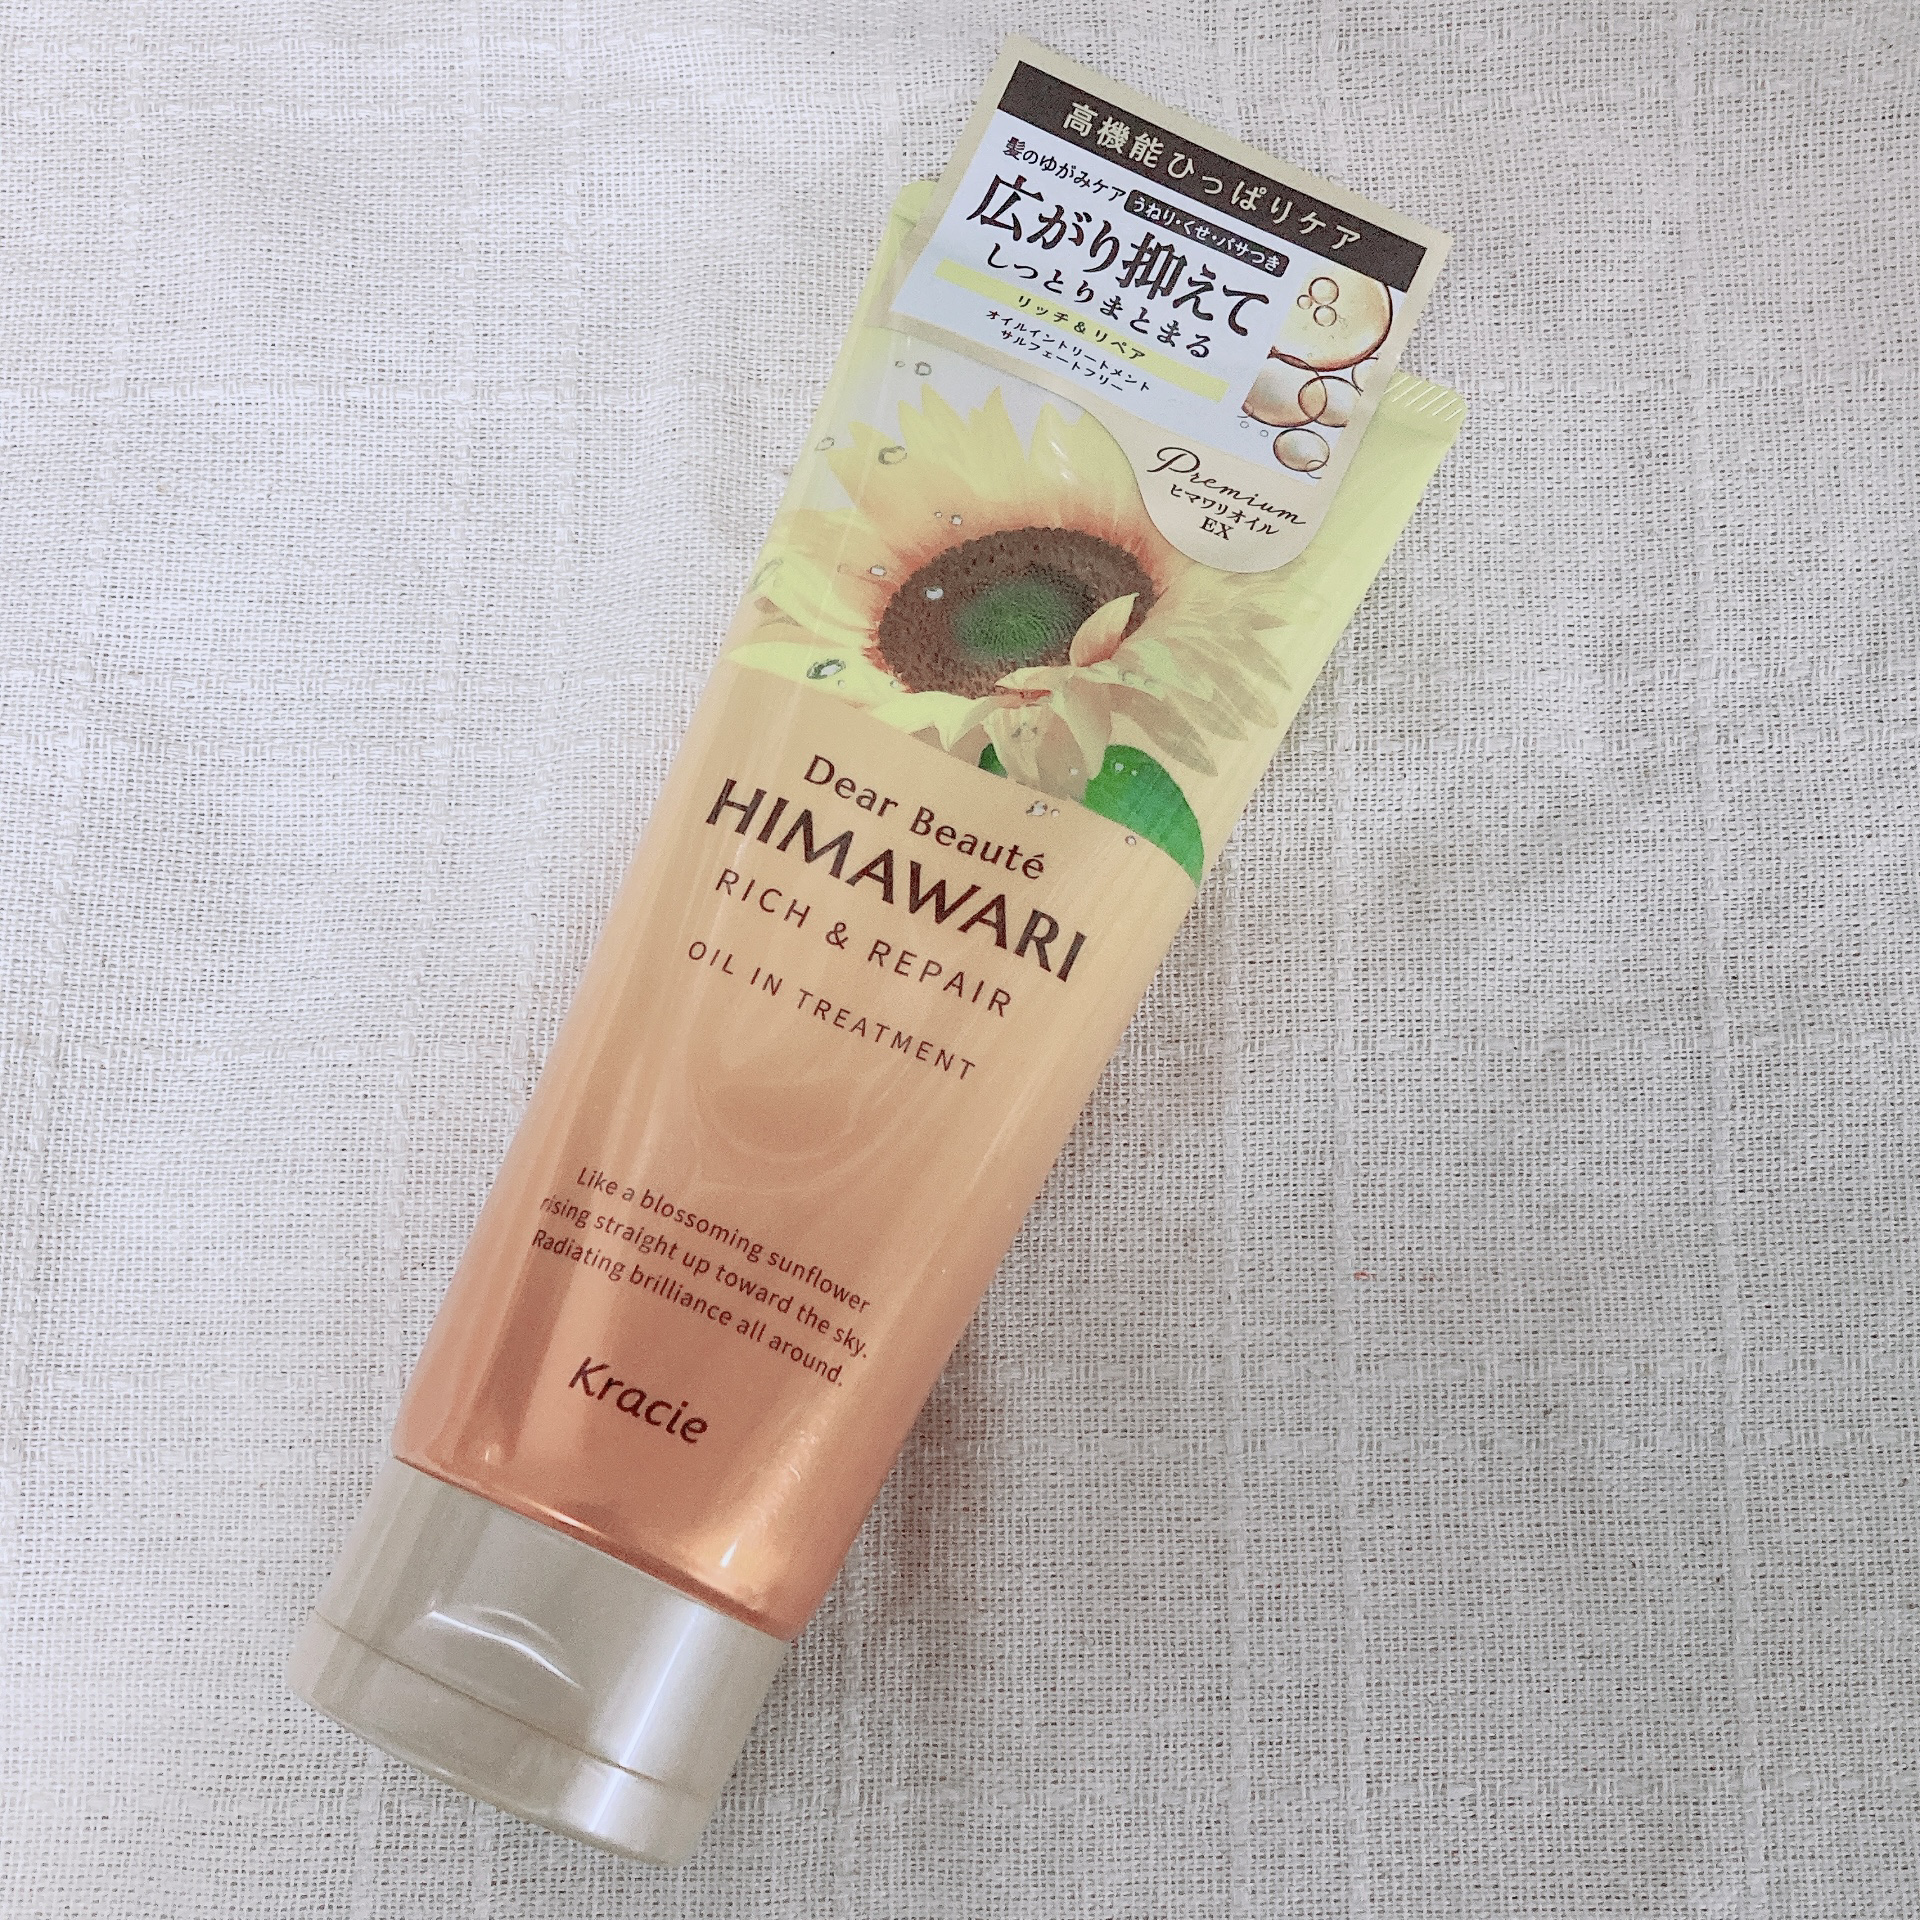 高機能ひっぱりケア
髪のゆがみケア うねり・くせ・パサつき
広がり抑えて
しっとりまとまる
リッチ&リペア
オイルイントリートメント
サルフェートフリー
Premium
ヒマワリオイル
EX
Dear Beauté
HIMAWARI
RICH & REPAIR
OIL IN TREATMENT
Like a blossoming sunflower
rising straight up toward the sky.
Radiating brilliance all around.
Kracie